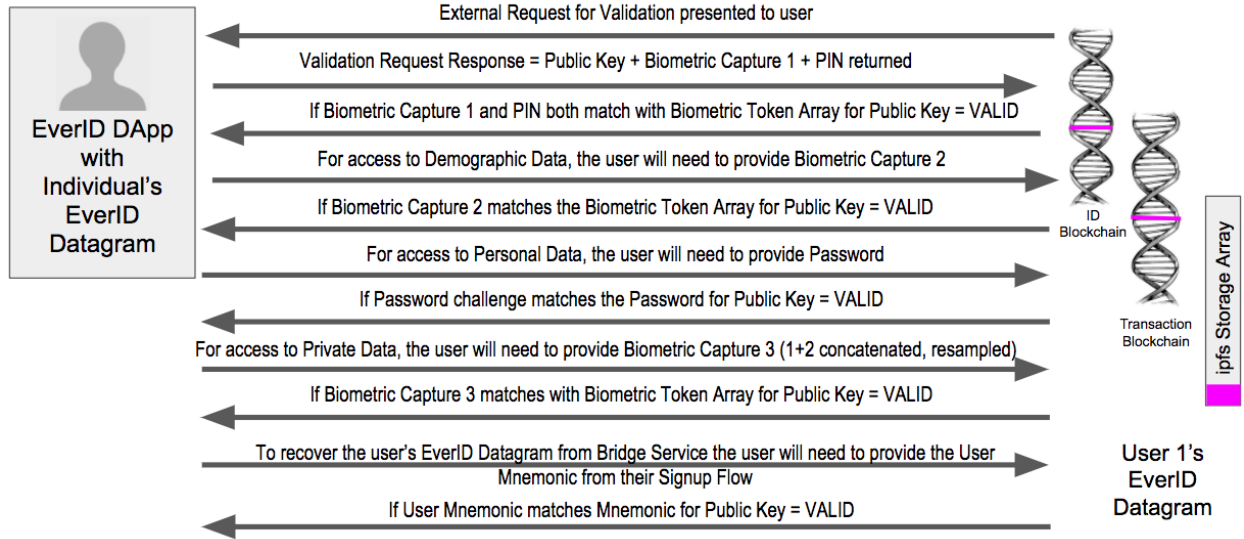 External Request for Validation presented to user
Validation Request Response = Public Key + Biometric Capture 1 + PIN returned
If Biometric Capture 1 and PIN both match with Biometric Token Array for Public Key = VALID
For access to Demographic Data, the user will need to provide Biometric Capture 2
If Biometric Capture 2 matches the Biometric Token Array for Public Key = VALID
For access to Personal Data, the user will need to provide Password
If Password challenge matches the Password for Public Key = VALID
For access to Private Data, the user will need to provide Biometric Capture 3 (1+2 concatenated, resampled)
If Biometric Capture 3 matches with Biometric Token Array for Public Key = VALID
To recover the user's EverID Datagram from Bridge Service the user will need to provide the User
Mnemonic from their Signup Flow
If User Mnemonic matches Mnemonic for Public Key = VALID
EverID DApp
with
Individual's
EverID
Datagram
ID
Blockchain
Transaction
Blockchain
ipfs Storage Array
User 1's
EverID
Datagram